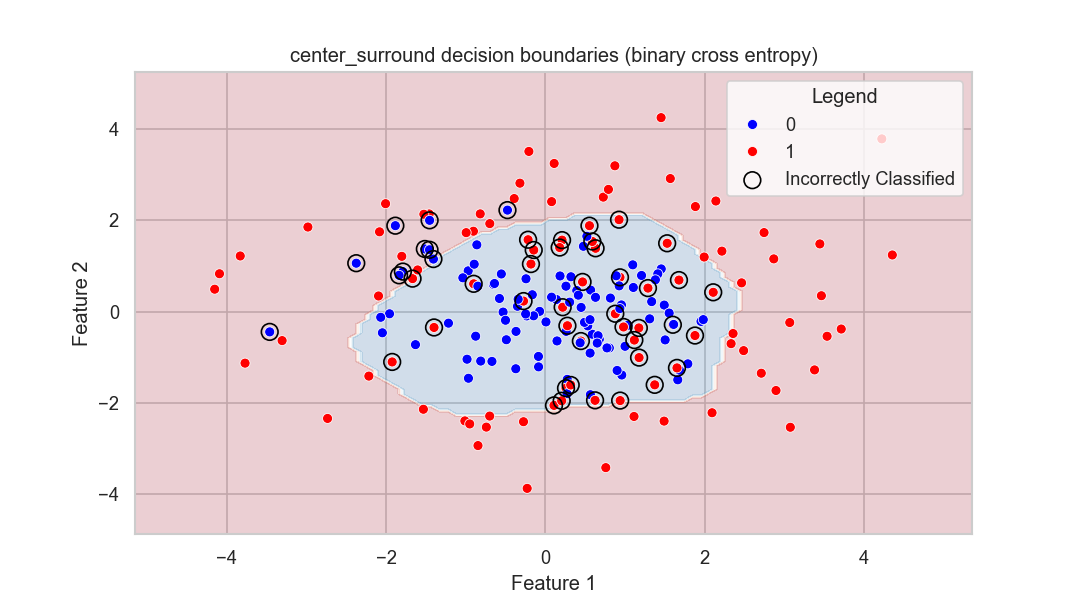 center_surround decision boundaries (binary cross entropy)
Legend
0
1
Incorrectly Classified
4
2
0
−2
−4
Feature 2
−4
−2
0
2
4
Feature 1